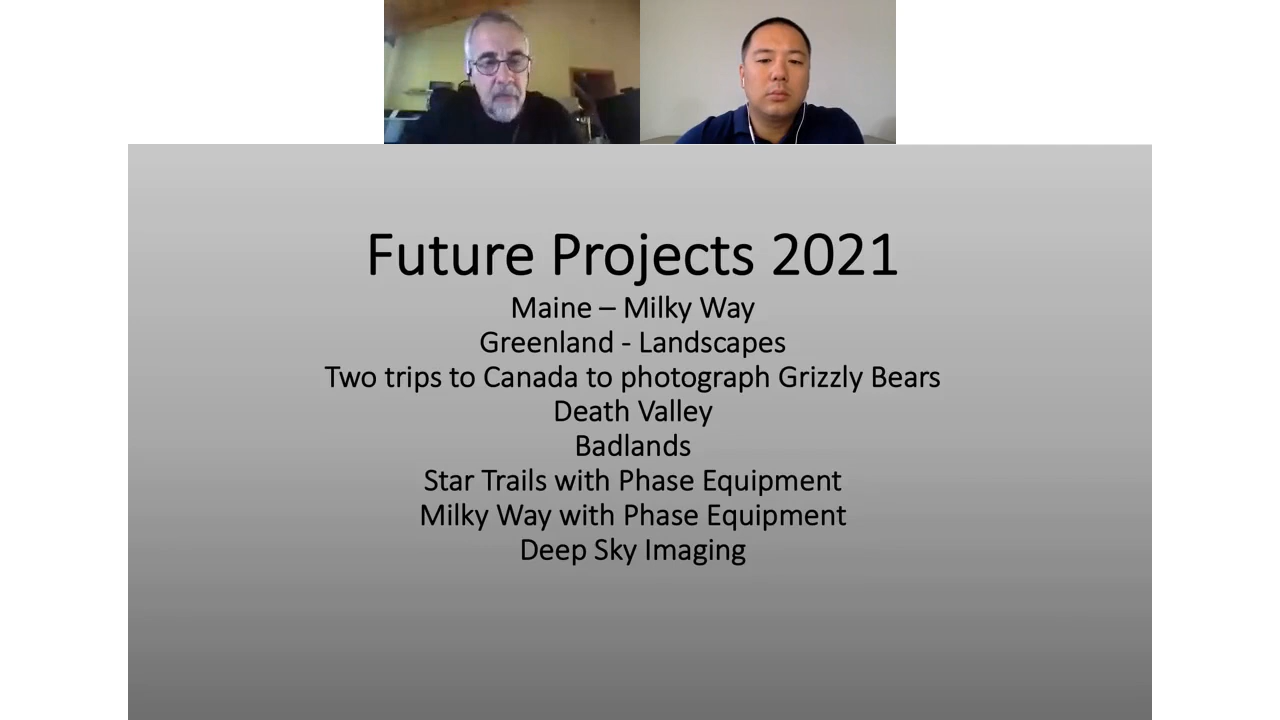 Future Projects 2021
Maine – Milky Way
Greenland - Landscapes
Two trips to Canada to photograph Grizzly Bears
Death Valley
Badlands
Star Trails with Phase Equipment
Milky Way with Phase Equipment
Deep Sky Imaging